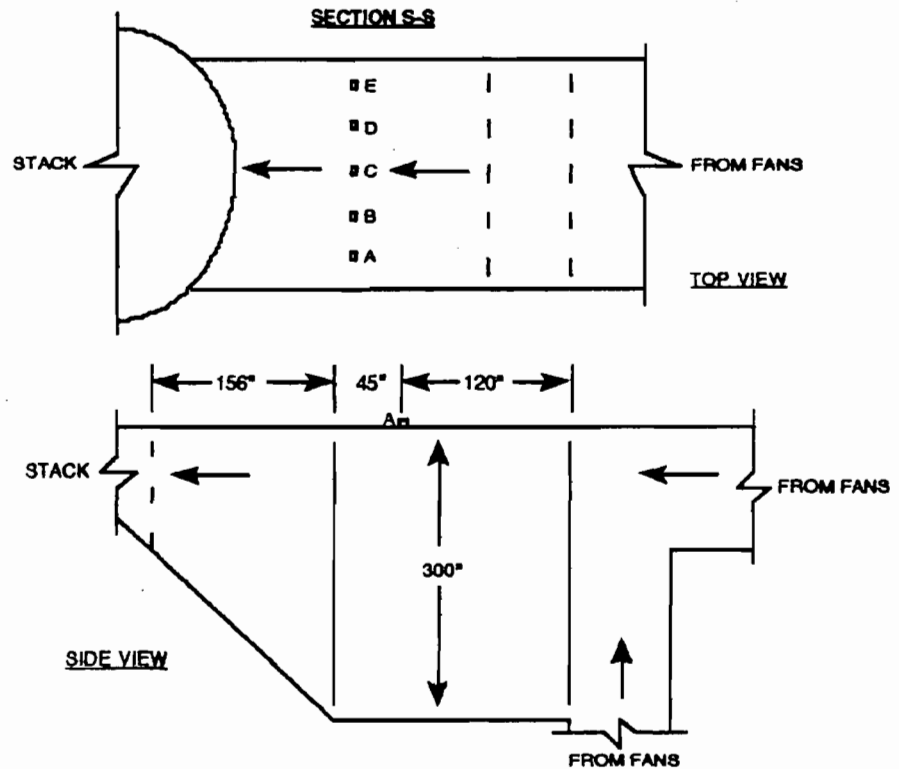 SECTION S-S
E
D
STACK
C
FROM FANS
B
A
TOP VIEW
156"
45"
120"
A
STACK
FROM FANS
300"
SIDE VIEW
FROM FANS